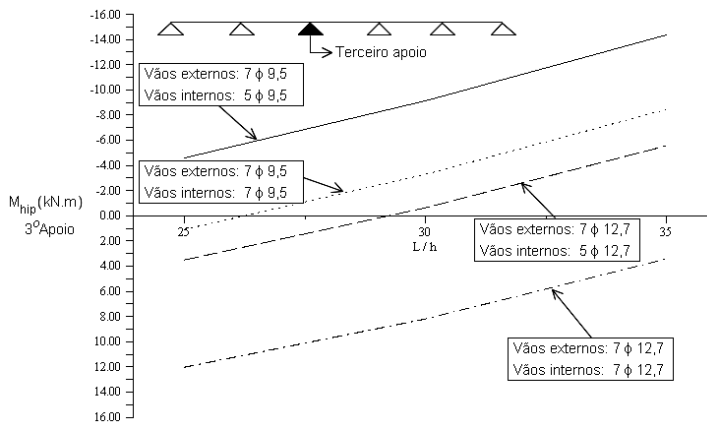 -16.00
-14.00
-12.00
-10.00
-8.00
-6.00
-4.00
-2.00
0.00
2.00
4.00
6.00
8.00
10.00
12.00
14.00
16.00
M hip (kN.m)
3º Apoio
Terceiro apoio
Vãos externos: 7 ϕ 9,5
Vãos internos: 5 ϕ 9,5
Vãos externos: 7 ϕ 9,5
Vãos internos: 7 ϕ 9,5
25
30
35
L/h
Vãos externos: 7 ϕ 12,7
Vãos internos: 5 ϕ 12,7
Vãos externos: 7 ϕ 12,7
Vãos internos: 7 ϕ 12,7